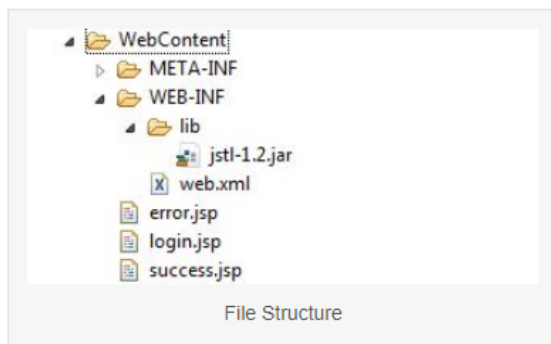 WebContent
META-INF
WEB-INF
lib
jstl-1.2.jar
web.xml
error.jsp
login.jsp
success.jsp
File Structure